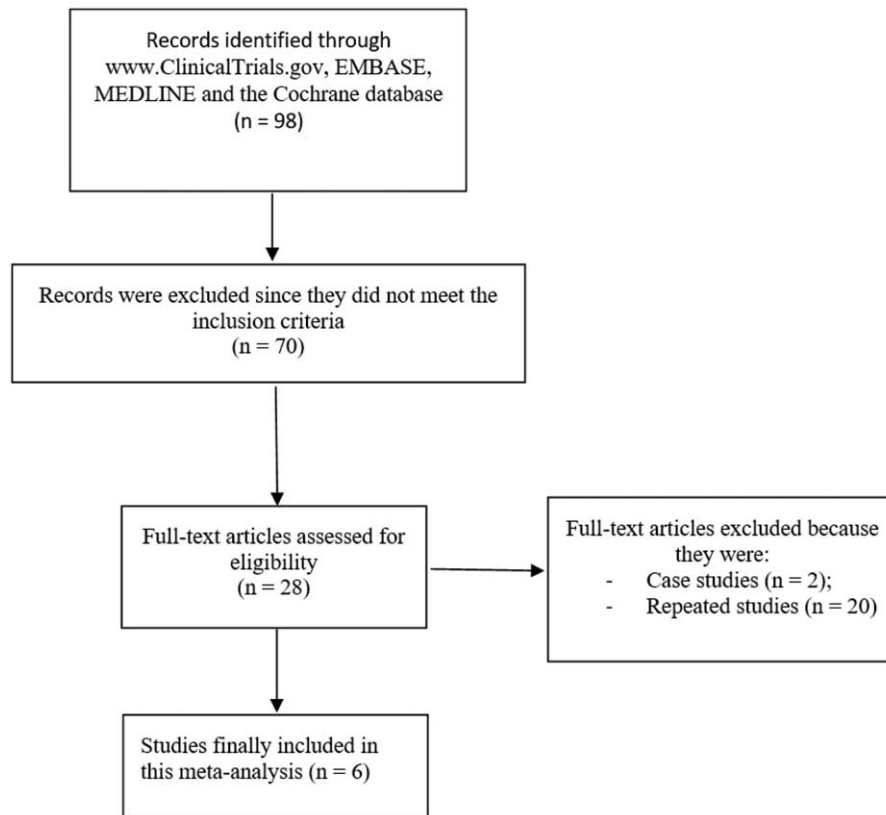 Records identified through
www.ClinicalTrials.gov, EMBASE,
MEDLINE and the Cochrane database
(n = 98)
Records were excluded since they did not meet the
inclusion criteria
(n = 70)
Full-text articles assessed for
eligibility
(n = 28)
Full-text articles excluded because
they were:
- Case studies (n = 2);
- Repeated studies (n = 20)
Studies finally included in
this meta-analysis (n = 6)